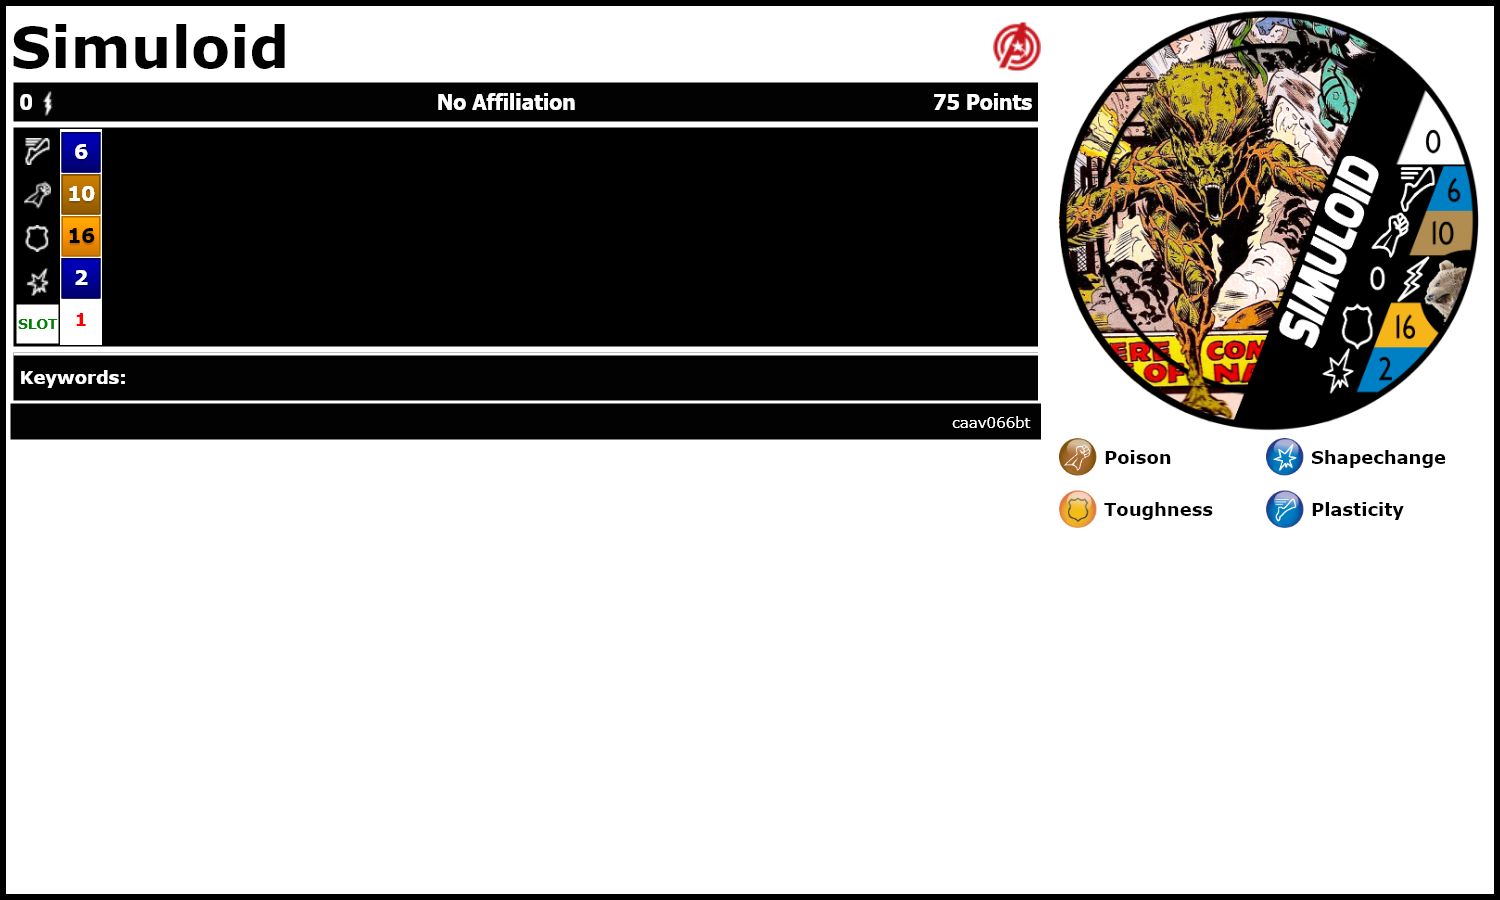 Simuloid
0 No Affiliation 75 Points
6
10
16
2
SLOT 1
Keywords:
caav066bt
SIMULOID
0
6
10
0
16
2
ERE CON
OF NA
Poison Shapechange
Toughness Plasticity